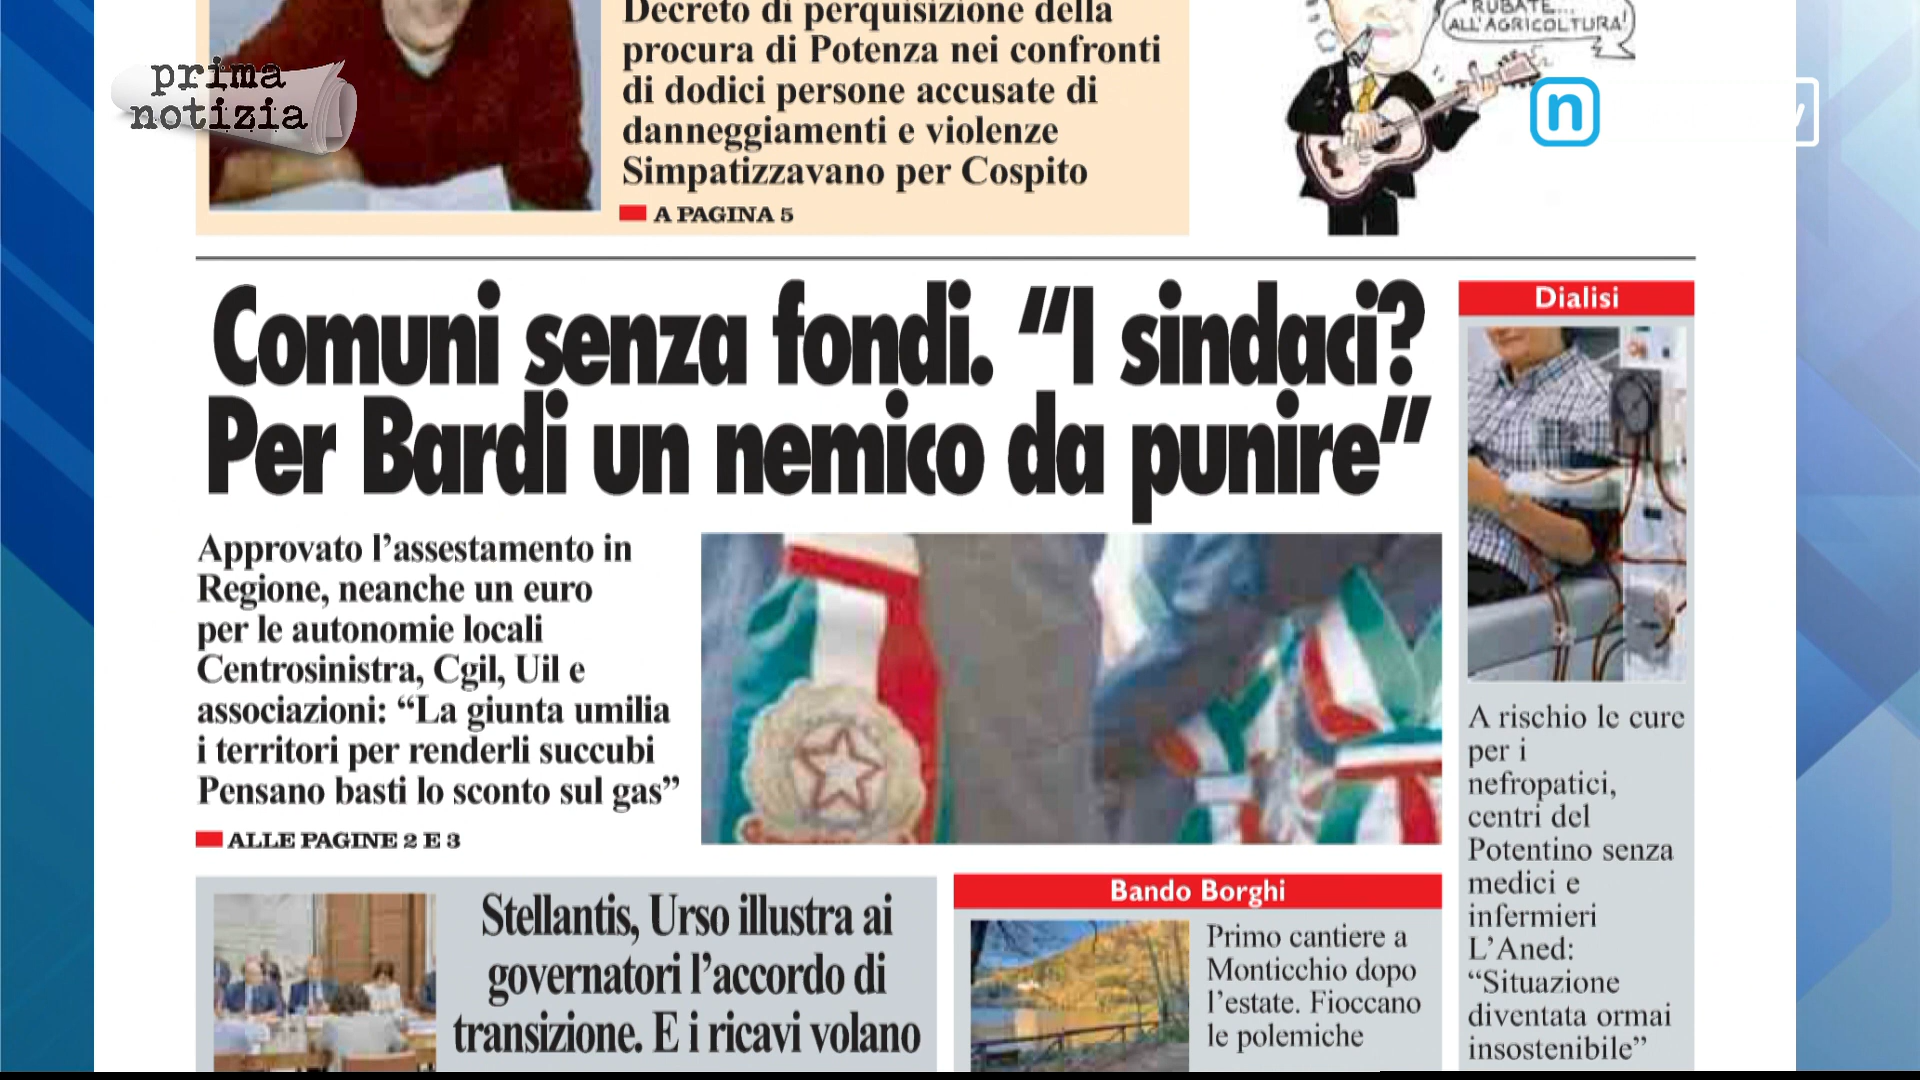 prima
notizia
Decreto di perquisizione della
procura di Potenza nei confronti
di dodici persone accusate di
danneggiamenti e violenze
Simpatizzavano per Cospito
A PAGINA 5
RUBATE...
ALL'AGRICOLTURA!
n
Comuni senza fondi. “I sindaci?
Per Bardi un nemico da punire”
Approvato l’assestamento in
Regione, neanche un euro
per le autonomie locali
Centrosinistra, Cgil, Uil e
associazioni: “La giunta umilia
i territori per renderli succubi
Pensano basti lo sconto sul gas”
ALLE PAGINE 2 E 3
Dialisi
A rischio le cure
per i
nefropatici,
centri del
Potentino senza
medici e
infermieri
L’Aned:
“Situazione
diventata ormai
insostenibile”
Stellantis, Urso illustra ai
governatori l’accordo di
transizione. E i ricavi volano
Bando Borghi
Primo cantiere a
Monticchio dopo
l’estate. Fioccano
le polemiche